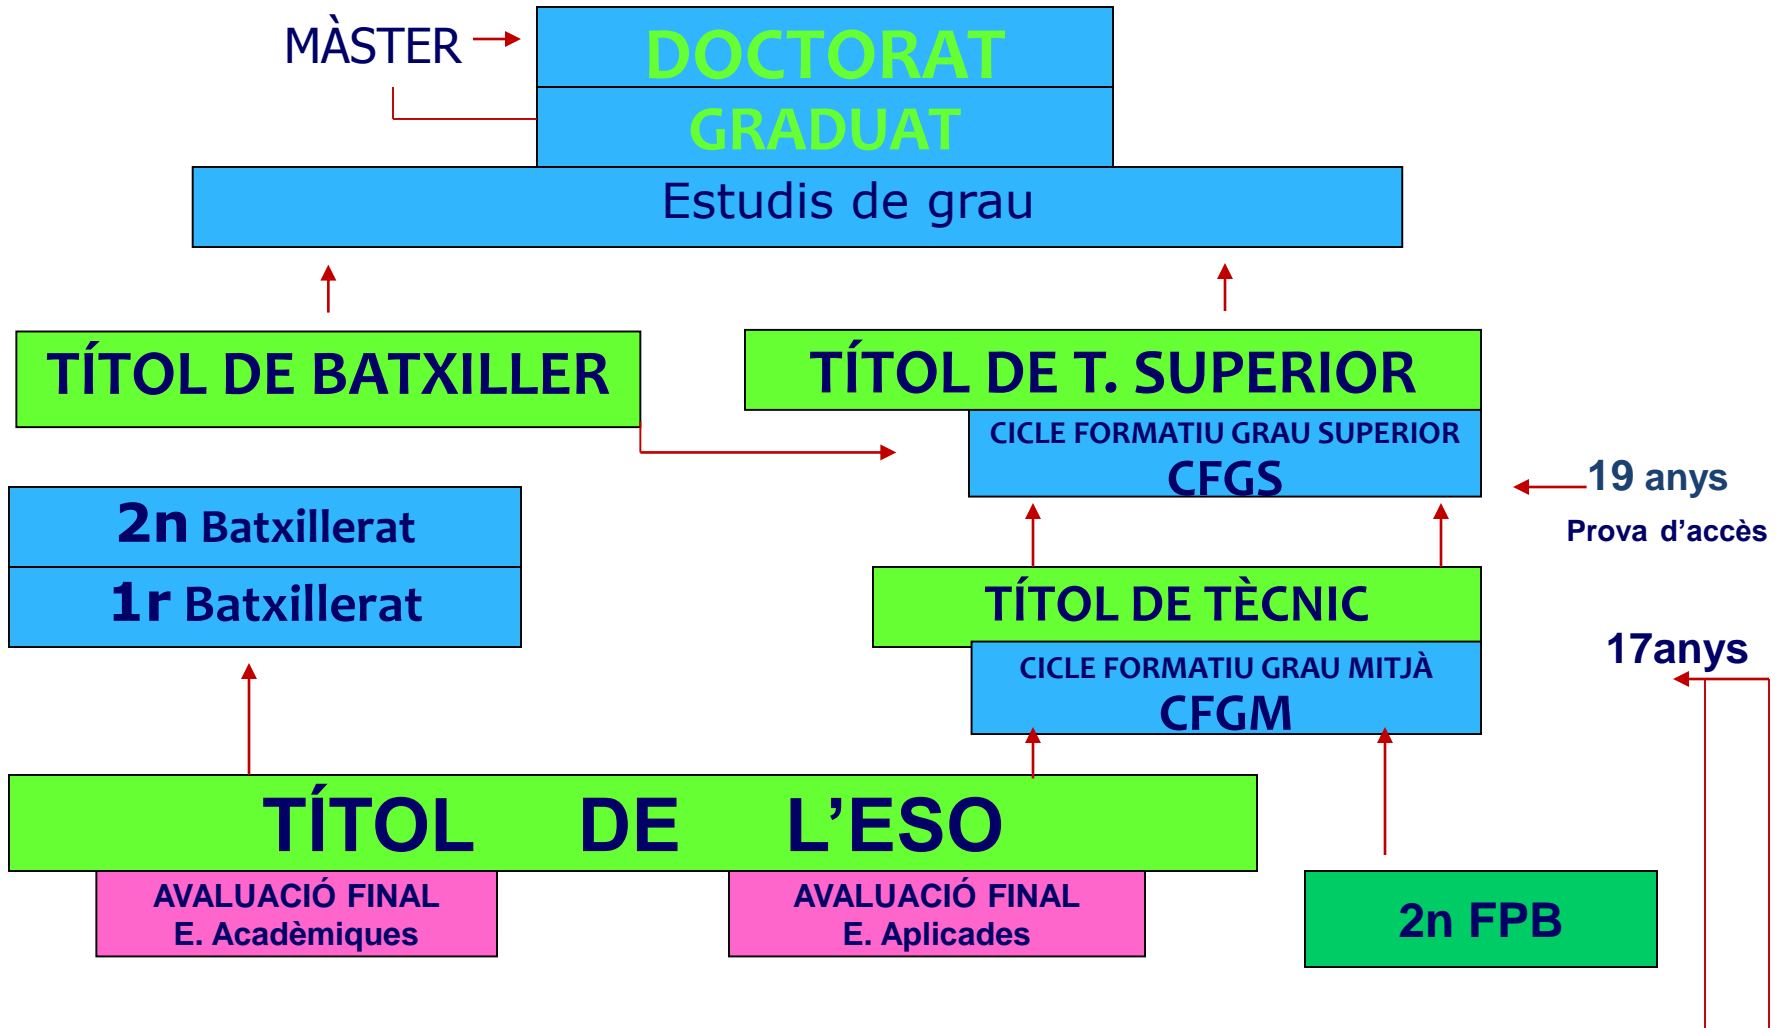 MÀSTER
DOCTORAT
GRADUAT
Estudis de grau
TÍTOL DE BATXILLER
TÍTOL DE T. SUPERIOR
CICLE FORMATIU GRAU SUPERIOR
CFGS
19 anys
Prova d’accès
2n Batxillerat
1r Batxillerat
TÍTOL DE TÈCNIC
CICLE FORMATIU GRAU MITJÀ
CFGM
17anys
TÍTOL DE L’ESO
AVALUACIÓ FINAL
E. Acadèmiques
AVALUACIÓ FINAL
E. Aplicades
2n FPB